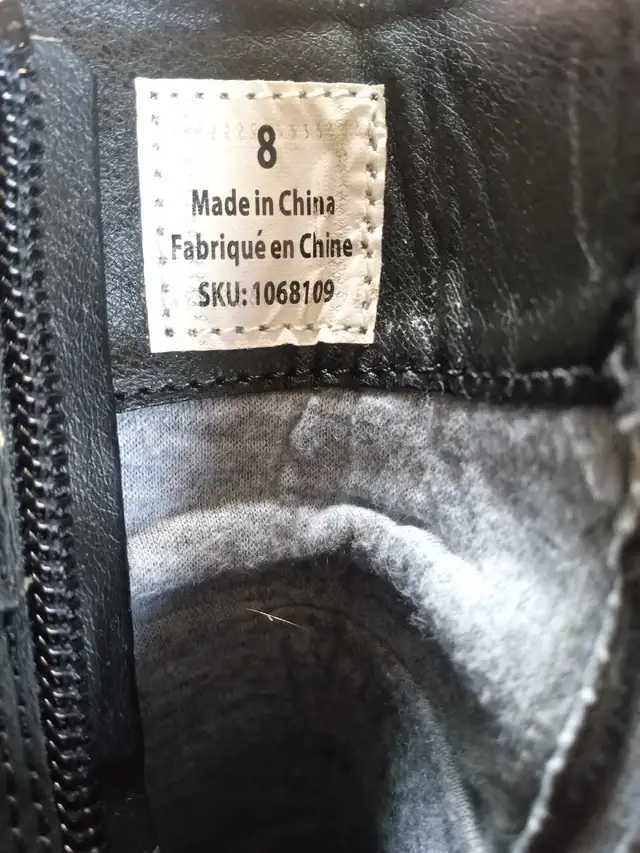 8
Made in China
Fabriqué en Chine
SKU: 1068109